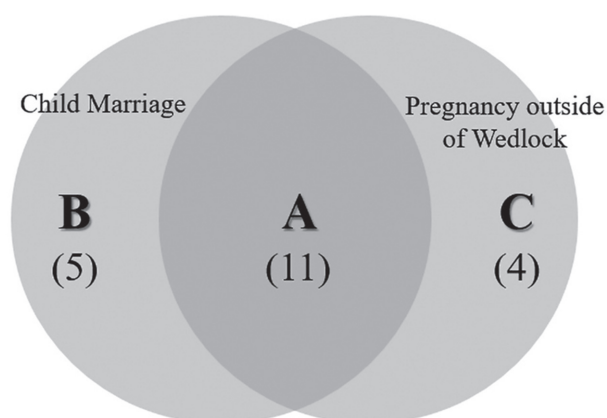 Child Marriage
Pregnancy outside
of Wedlock
B
(5)
A
(11)
C
(4)